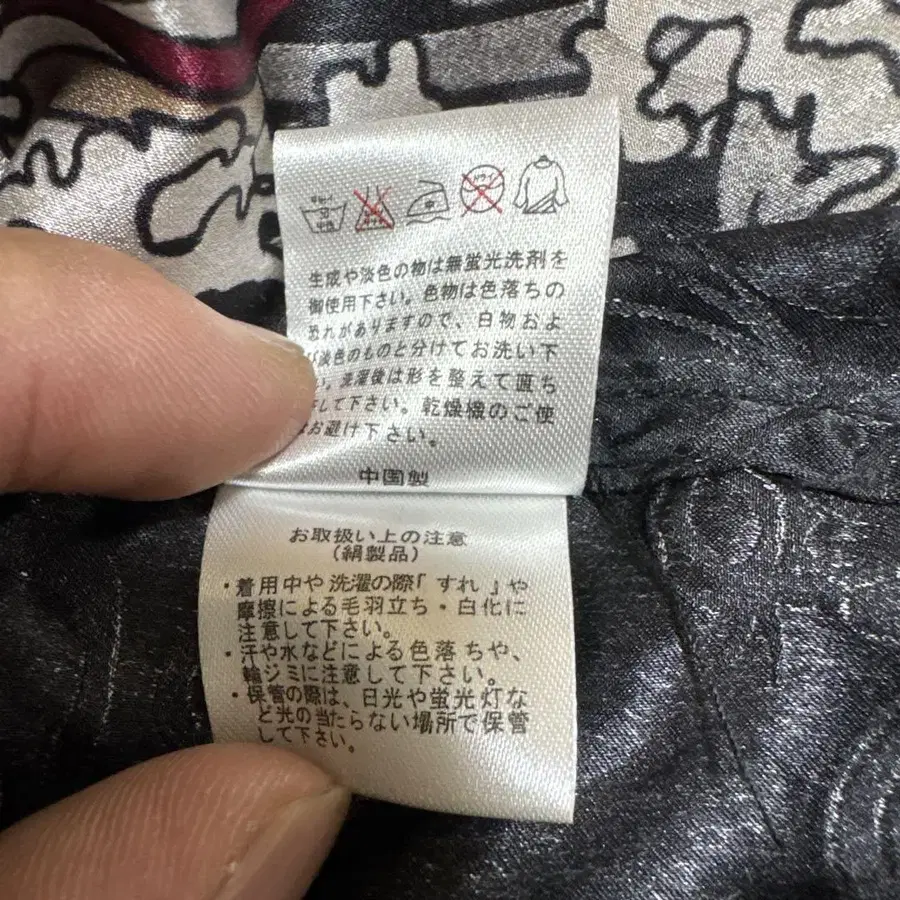 中
生成や淡色の物は無蛍光洗剤を
御使用下さい。色物は色落ちの
恐れがありますので、白物およ
び淡色のものと分けてお洗い下
い。洗濯後は形を整えて直ち
干して下さい。乾燥機のご使
はお避け下さい。
中国製
お取扱い上の注意
(絹製品)
・着用中や洗濯の際「すれ」や
摩擦による毛羽立ち・白化に
注意して下さい。
・汗や水などによる色落ちや、
輪ジミに注意して下さい。
・保管の際は、日光や蛍光灯な
ど光の当たらない場所で保管
して下さい。